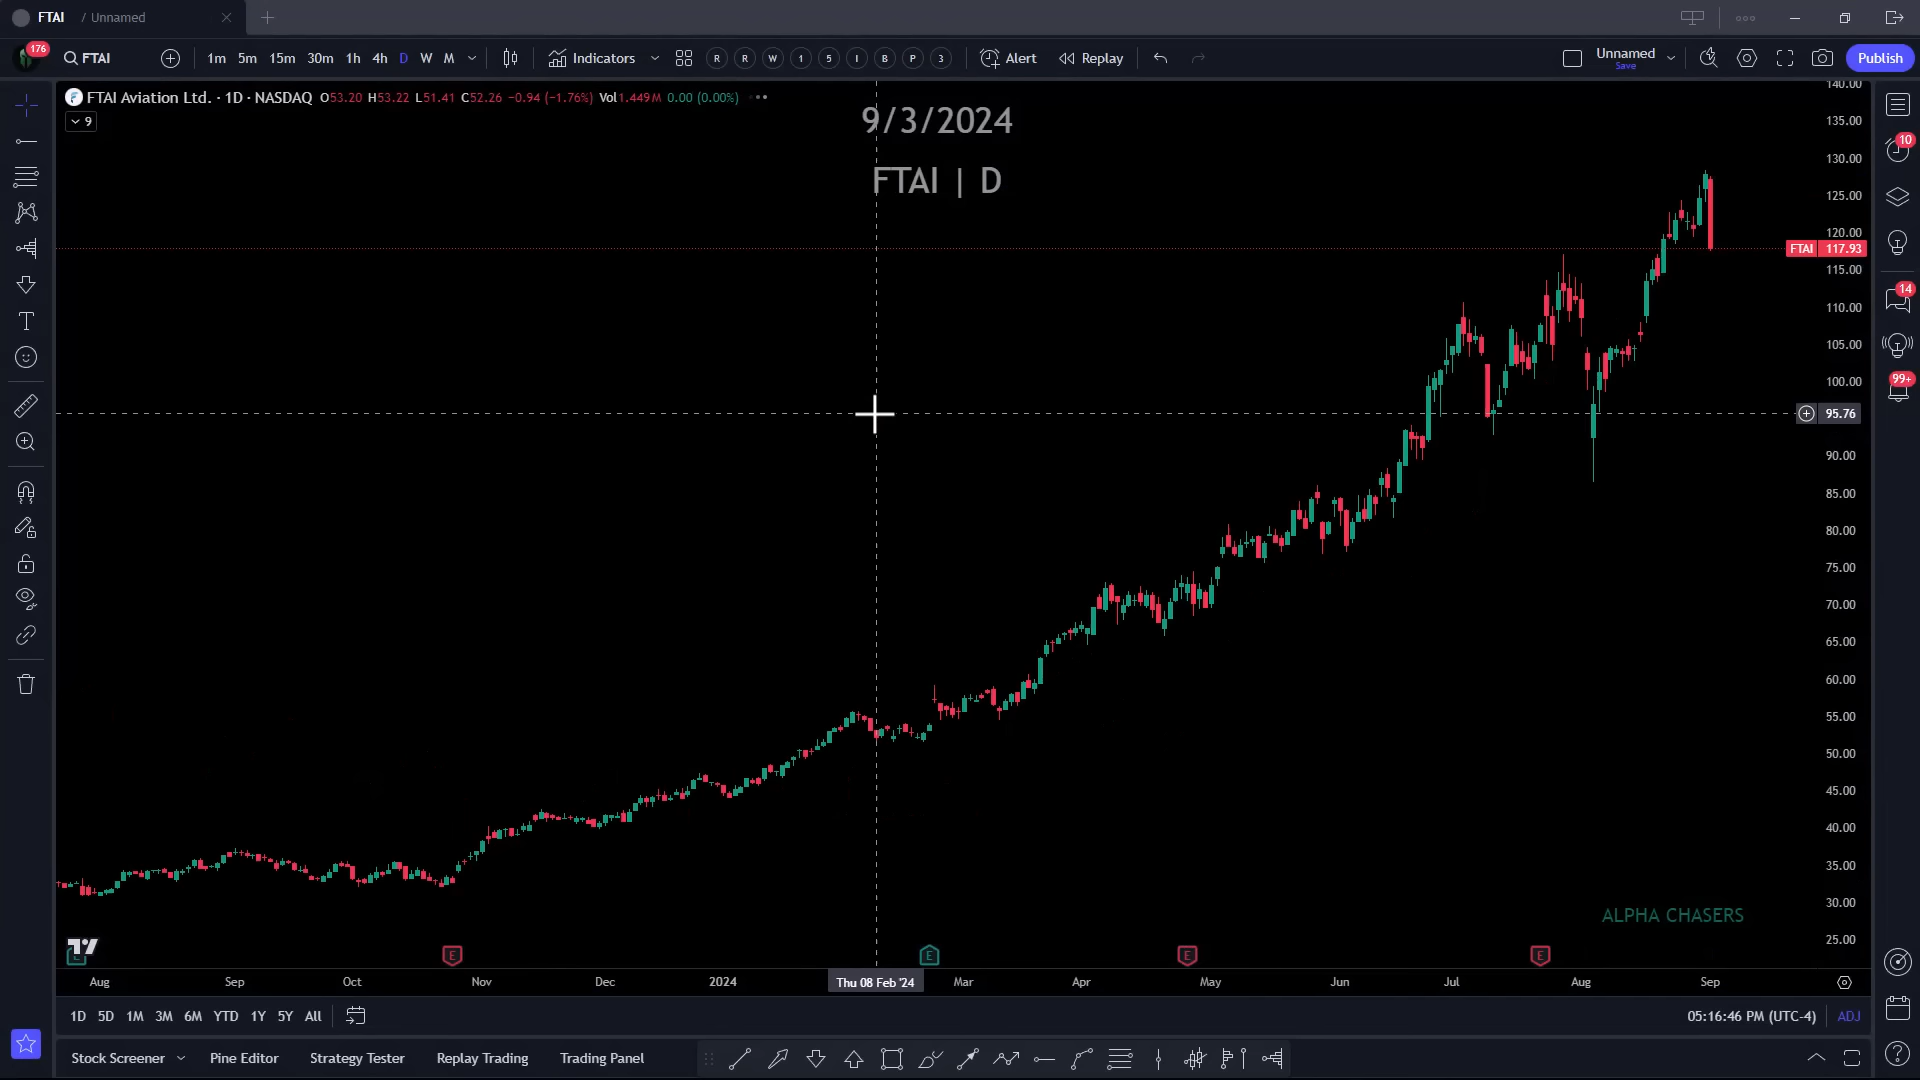 FTAI / Unnamed
176 FTAI 1m 5m 15m 30m 1h 4h D W M Indicators R R W 1 5 I B P 3 Alert Replay Unnamed Save Publish
FTAI Aviation Ltd. · 1D · NASDAQ O53.20 H53.22 L51.41 C52.26 −0.94 (−1.76%) Vol1.449M 0.00 (0.00%)
9
9/3/2024
FTAI | D
140.00
135.00
130.00
125.00
120.00
FTAI 117.93
115.00
110.00
105.00
100.00
95.76
90.00
85.00
80.00
75.00
70.00
65.00
60.00
55.00
50.00
45.00
40.00
35.00
30.00
25.00
10
14
99+
ALPHA CHASERS
E E E E E
Aug Sep Oct Nov Dec 2024 Thu 08 Feb '24 Mar Apr May Jun Jul Aug Sep
1D 5D 1M 3M 6M YTD 1Y 5Y All 05:16:46 PM (UTC-4) ADJ
Stock Screener Pine Editor Strategy Tester Replay Trading Trading Panel